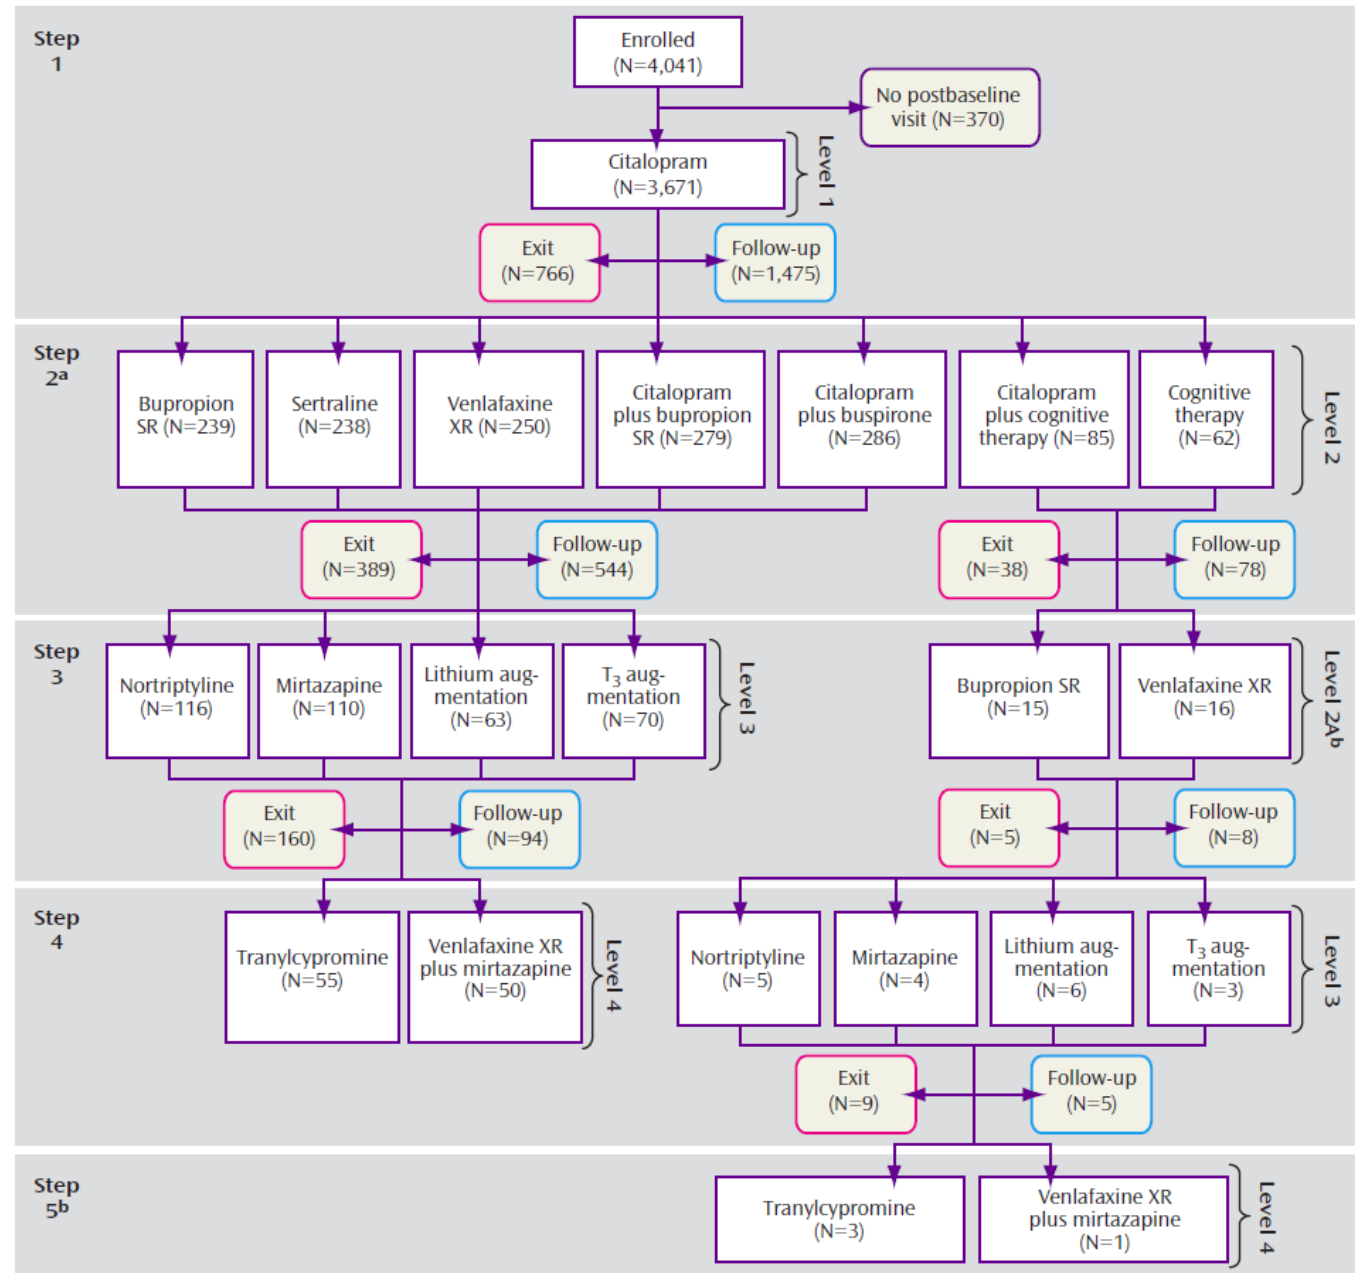 Step
1
Enrolled
(N=4,041)
No postbaseline
visit (N=370)
Citalopram
(N=3,671)
Level 1
Exit
(N=766)
Follow-up
(N=1,475)
Step
2a
Bupropion
SR (N=239)
Sertraline
(N=238)
Venlafaxine
XR (N=250)
Citalopram
plus bupropion
SR (N=279)
Citalopram
plus buspirone
(N=286)
Citalopram
plus cognitive
therapy (N=85)
Cognitive
therapy
(N=62)
Level 2
Exit
(N=389)
Follow-up
(N=544)
Exit
(N=38)
Follow-up
(N=78)
Step
3
Nortriptyline
(N=116)
Mirtazapine
(N=110)
Lithium aug-
mentation
(N=63)
T3 aug-
mentation
(N=70)
Level 3
Bupropion SR
(N=15)
Venlafaxine XR
(N=16)
Level 2Ab
Exit
(N=160)
Follow-up
(N=94)
Exit
(N=5)
Follow-up
(N=8)
Step
4
Tranylcypromine
(N=55)
Venlafaxine XR
plus mirtazapine
(N=50)
Level 4
Nortriptyline
(N=5)
Mirtazapine
(N=4)
Lithium aug-
mentation
(N=6)
T3 aug-
mentation
(N=3)
Level 3
Exit
(N=9)
Follow-up
(N=5)
Step
5b
Tranylcypromine
(N=3)
Venlafaxine XR
plus mirtazapine
(N=1)
Level 4